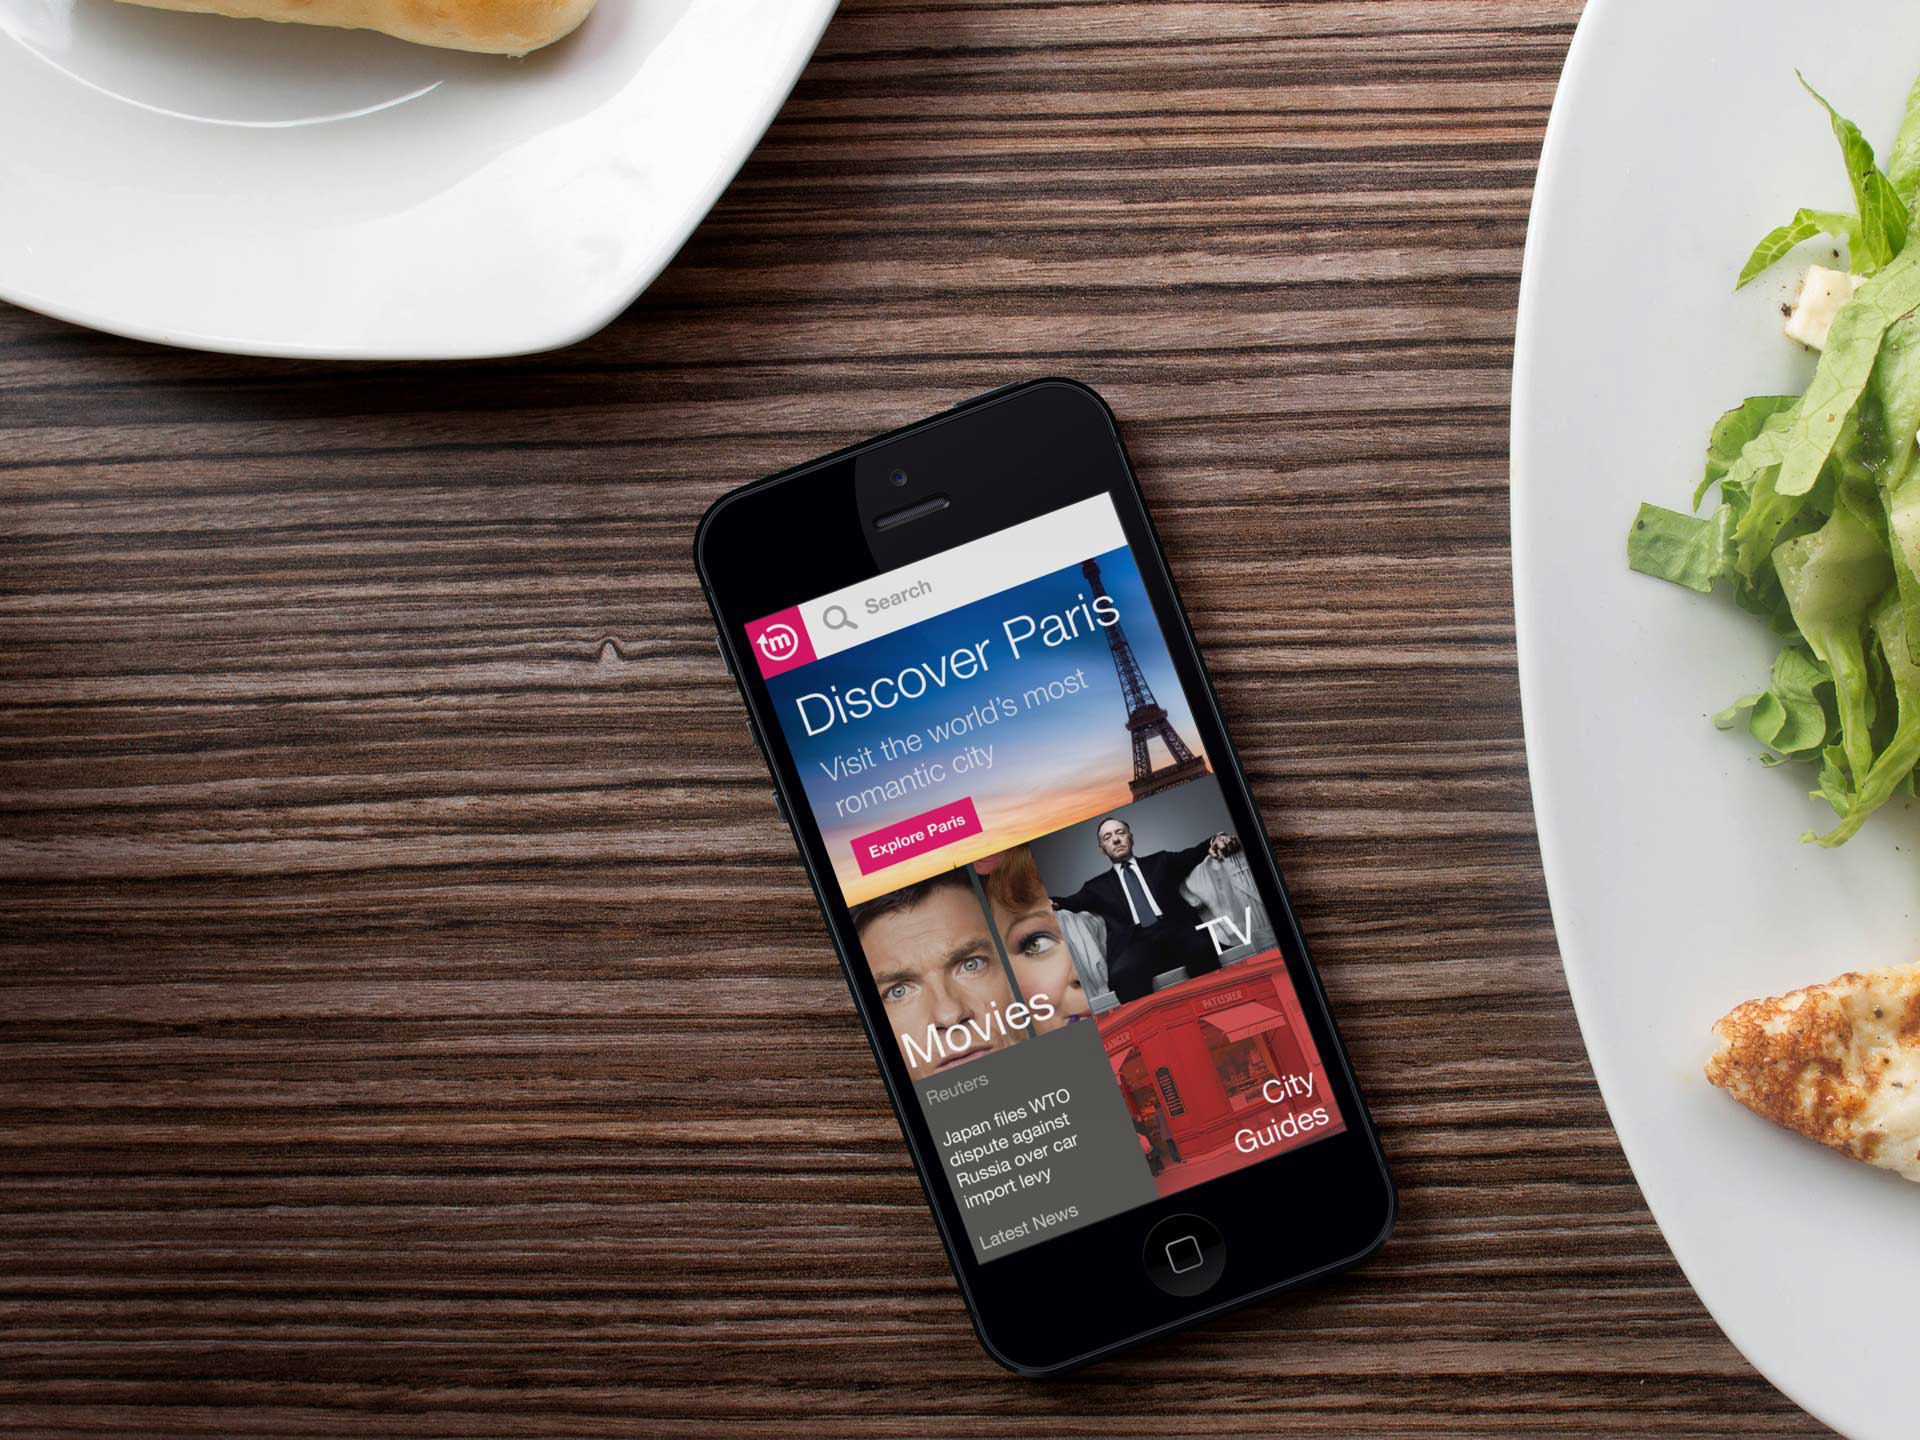 m
Search
Discover Paris
Visit the world's most
romantic city
Explore Paris
TV
Movies
PATISSIER
Reuters
Japan files WTO
dispute against
Russia over car
import levy
Latest News
City
Guides